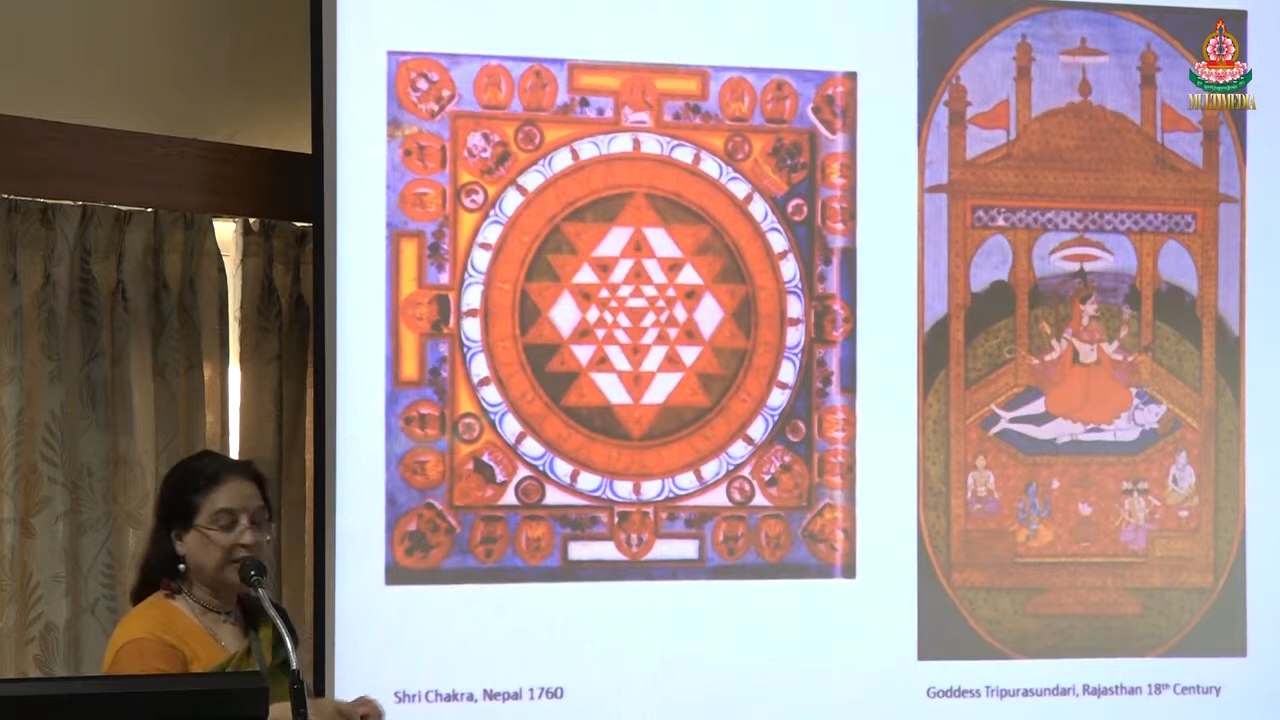 MULTIMEDIA
Shri Chakra, Nepal 1760
Goddess Tripurasundari, Rajasthan 18th Century